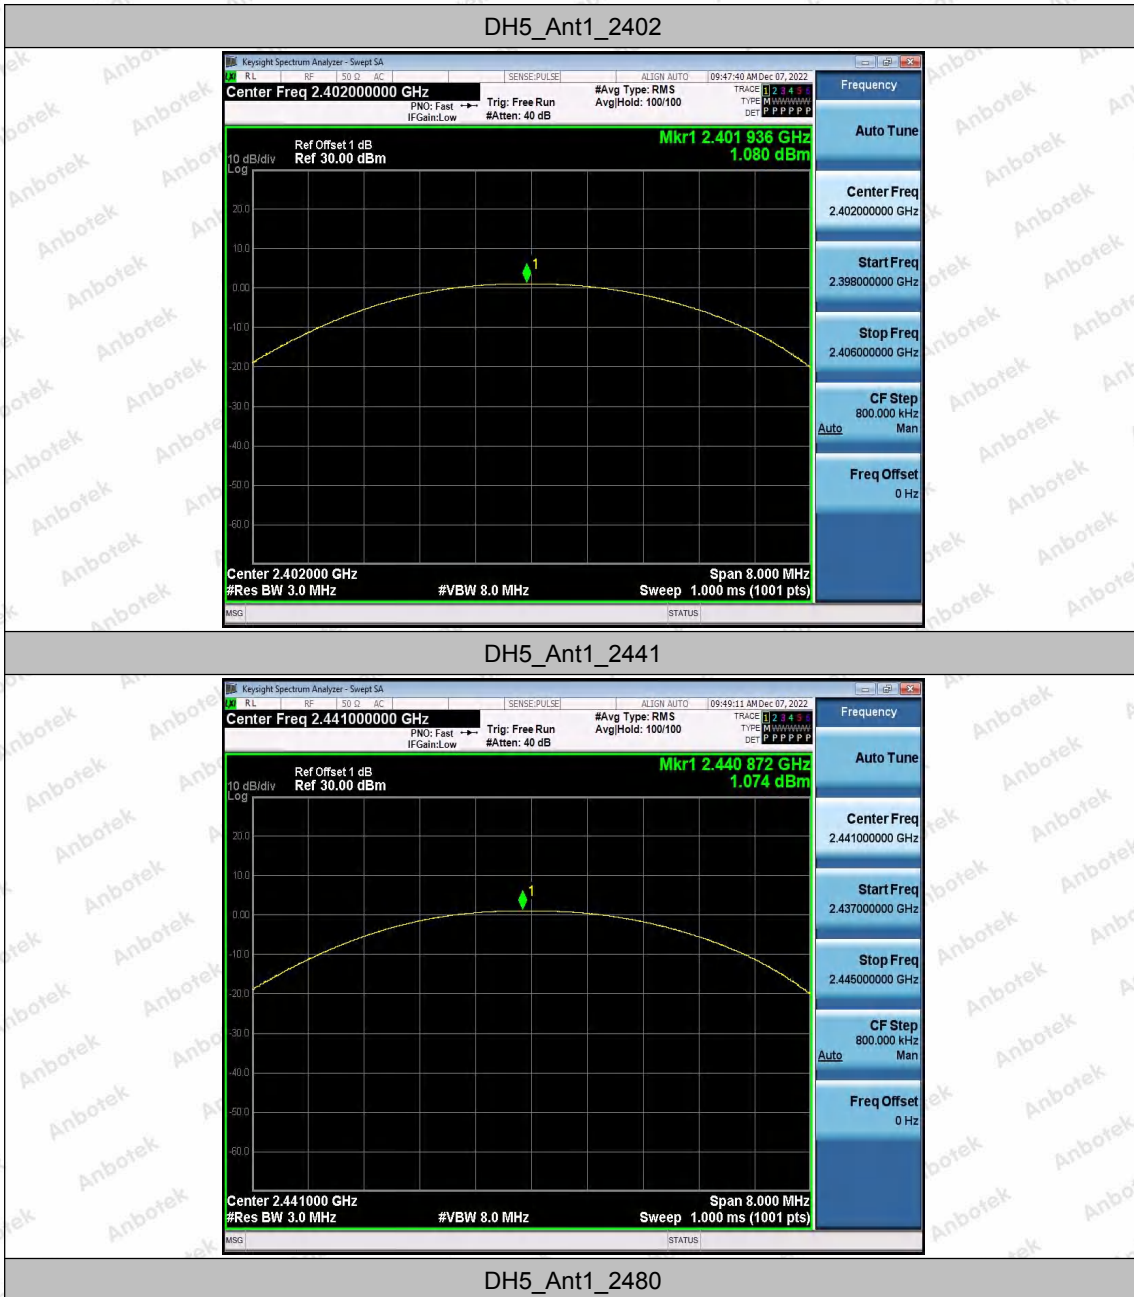 DH5_Ant1_2402
Keysight Spectrum Analyzer - Swept SA
LXI RL RF 50 Ω AC SENSE:PULSE ALIGN AUTO 09:47:40 AM Dec 07, 2022
Center Freq 2.402000000 GHz
PNO: Fast
IFGain:Low
Trig: Free Run
#Atten: 40 dB
#Avg Type: RMS
Avg|Hold: 100/100
TRACE 1 2 3 4 5 6
TYPE M W W W W W
DET P P P P P P
Ref Offset 1 dB
10 dB/div Ref 30.00 dBm
Log
Mkr1 2.401 936 GHz
1.080 dBm
20.0
10.0
1
0.00
-10.0
-20.0
-30.0
-40.0
-50.0
-60.0
Center 2.402000 GHz Span 8.000 MHz
#Res BW 3.0 MHz #VBW 8.0 MHz Sweep 1.000 ms (1001 pts)
MSG STATUS
Frequency
Auto Tune
Center Freq
2.402000000 GHz
Start Freq
2.398000000 GHz
Stop Freq
2.406000000 GHz
CF Step
800.000 kHz
Auto Man
Freq Offset
0 Hz
DH5_Ant1_2441
Keysight Spectrum Analyzer - Swept SA
LXI RL RF 50 Ω AC SENSE:PULSE ALIGN AUTO 09:49:11 AM Dec 07, 2022
Center Freq 2.441000000 GHz
PNO: Fast
IFGain:Low
Trig: Free Run
#Atten: 40 dB
#Avg Type: RMS
Avg|Hold: 100/100
TRACE 1 2 3 4 5 6
TYPE M W W W W W
DET P P P P P P
Ref Offset 1 dB
10 dB/div Ref 30.00 dBm
Log
Mkr1 2.440 872 GHz
1.074 dBm
20.0
10.0
1
0.00
-10.0
-20.0
-30.0
-40.0
-50.0
-60.0
Center 2.441000 GHz Span 8.000 MHz
#Res BW 3.0 MHz #VBW 8.0 MHz Sweep 1.000 ms (1001 pts)
MSG STATUS
Frequency
Auto Tune
Center Freq
2.441000000 GHz
Start Freq
2.437000000 GHz
Stop Freq
2.445000000 GHz
CF Step
800.000 kHz
Auto Man
Freq Offset
0 Hz
DH5_Ant1_2480
Anbotek